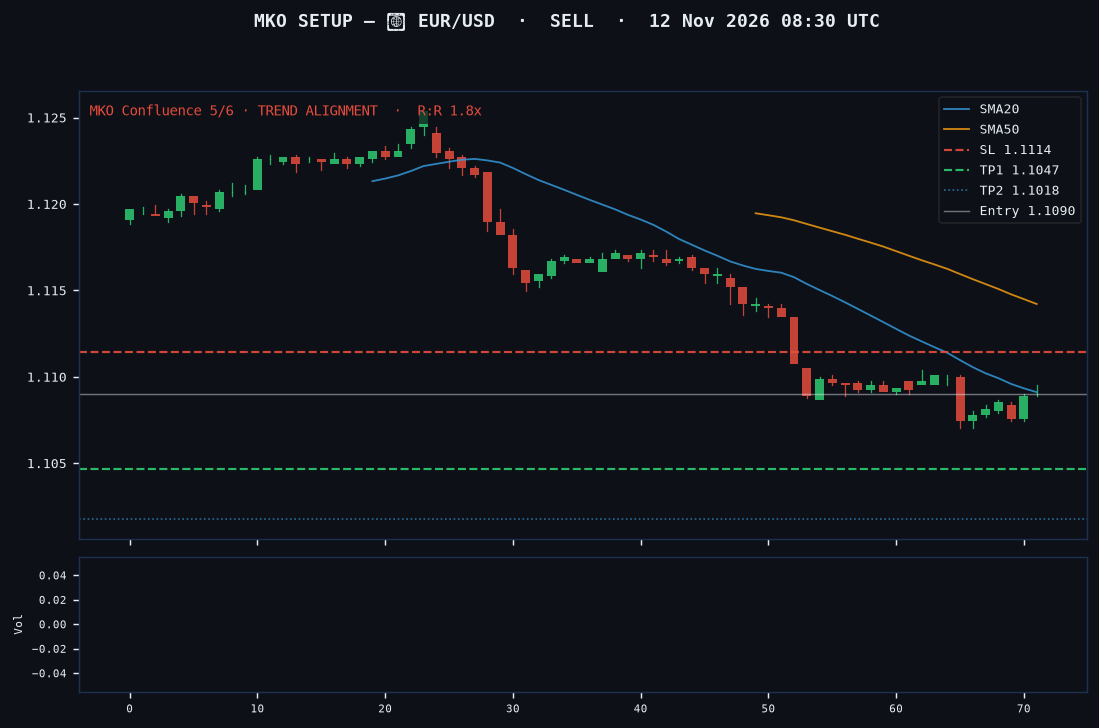 MKO SETUP — 🌐 EUR/USD · SELL · 12 Nov 2026 08:30 UTC
MKO Confluence 5/6 · TREND ALIGNMENT · R:R 1.8x
SMA20
SMA50
SL 1.1114
TP1 1.1047
TP2 1.1018
Entry 1.1090
1.125
1.120
1.115
1.110
1.105
Vol
0.04
0.02
0.00
−0.02
−0.04
0 10 20 30 40 50 60 70